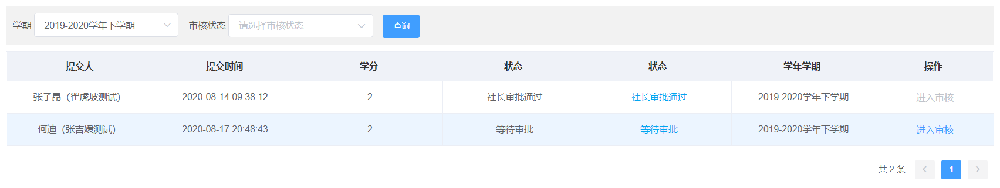 学期 2019-2020学年下学期 审核状态 请选择审核状态 查询
提交人 提交时间 学分 状态 状态 学年学期 操作
张子昂（翟虎坡测试） 2020-08-14 09:38:12 2 社长审批通过 社长审批通过 2019-2020学年下学期 进入审核
何迪（张吉媛测试） 2020-08-17 20:48:43 2 等待审批 等待审批 2019-2020学年下学期 进入审核
共 2 条 1